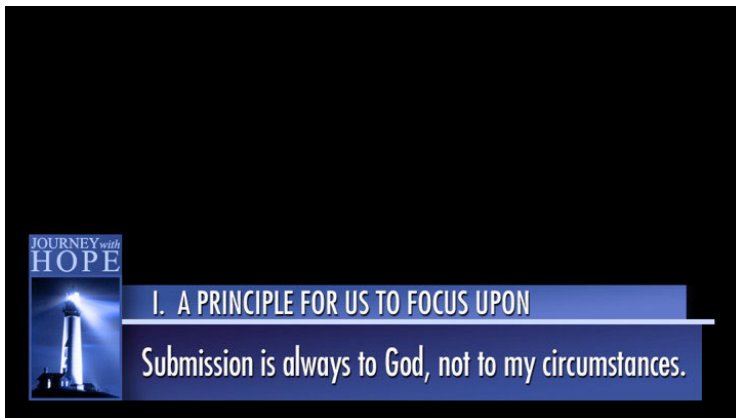 JOURNEY with
HOPE
I. A PRINCIPLE FOR US TO FOCUS UPON
Submission is always to God, not to my circumstances.